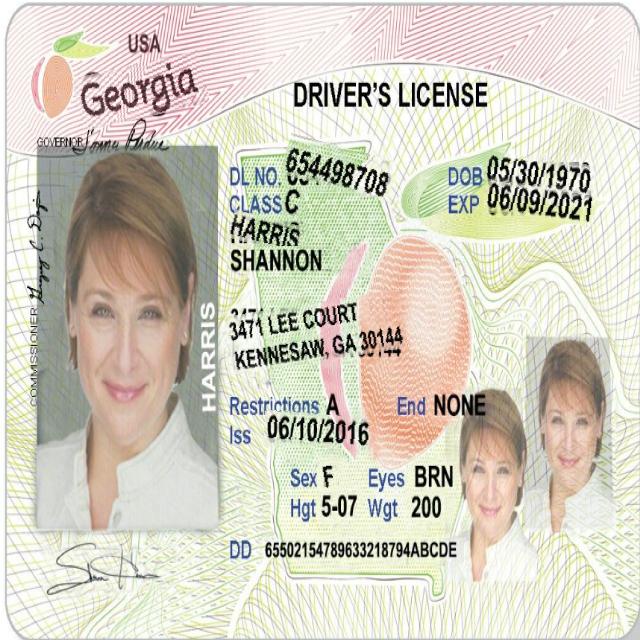 USA
Georgia
DRIVER'S LICENSE
GOVERNOR
DL NO. 654498708
DOB 05/30/1970
CLASS C
EXP 06/09/2021
HARRIS
SHANNON
3471 LEE COURT
KENNESAW, GA 30144
COMMISSIONER
HARRIS
Restrictions A End NONE
Iss 06/10/2016
Sex F Eyes BRN
Hgt 5-07 Wgt 200
DD 65502154789633218794ABCDE